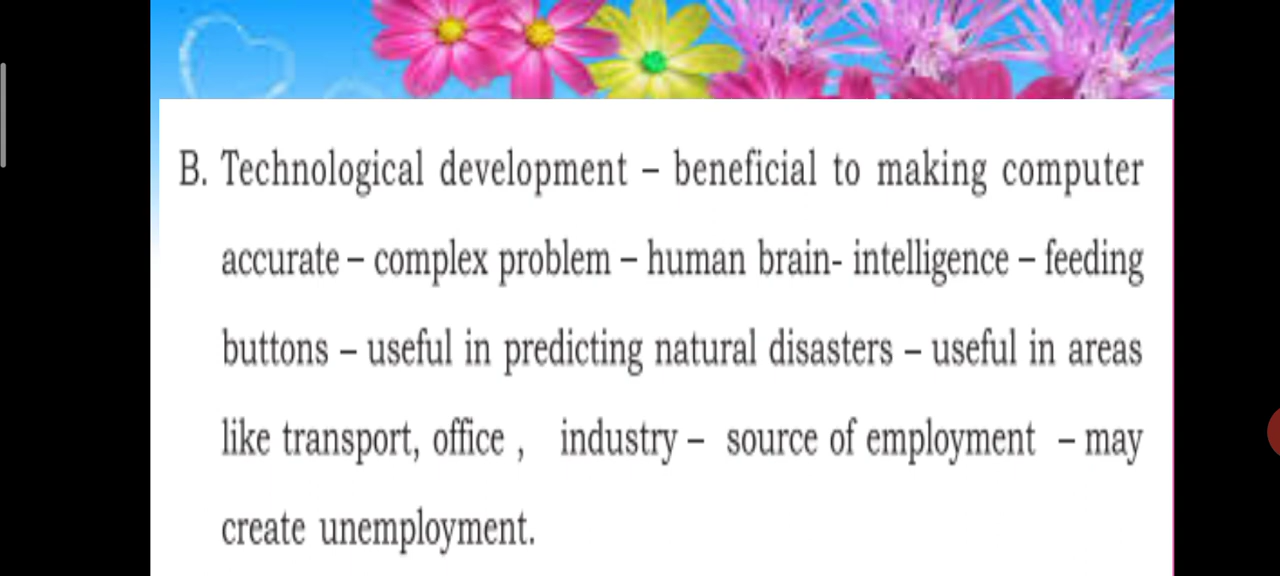 B. Technological development – beneficial to making computer
accurate – complex problem – human brain- intelligence – feeding
buttons – useful in predicting natural disasters – useful in areas
like transport, office , industry – source of employment – may
create unemployment.